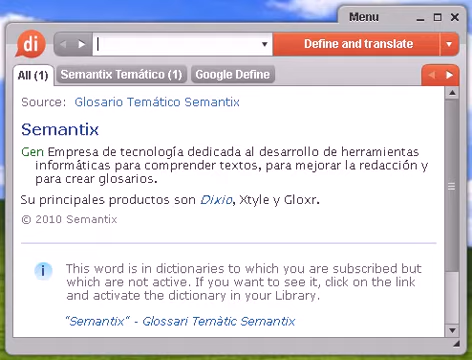 Menu
di
Define and translate
All (1)
Semantix Temático (1)
Google Define
Source: Glosario Temático Semantix
Semantix
Gen Empresa de tecnología dedicada al desarrollo de herramientas
informáticas para comprender textos, para mejorar la redacción y
para crear glosarios.
Su principales productos son Dixio, Xtyle y Gloxr.
© 2010 Semantix
i
This word is in dictionaries to which you are subscribed but
which are not active. If you want to see it, click on the link
and activate the dictionary in your Library.
"Semantix" - Glossari Temàtic Semantix